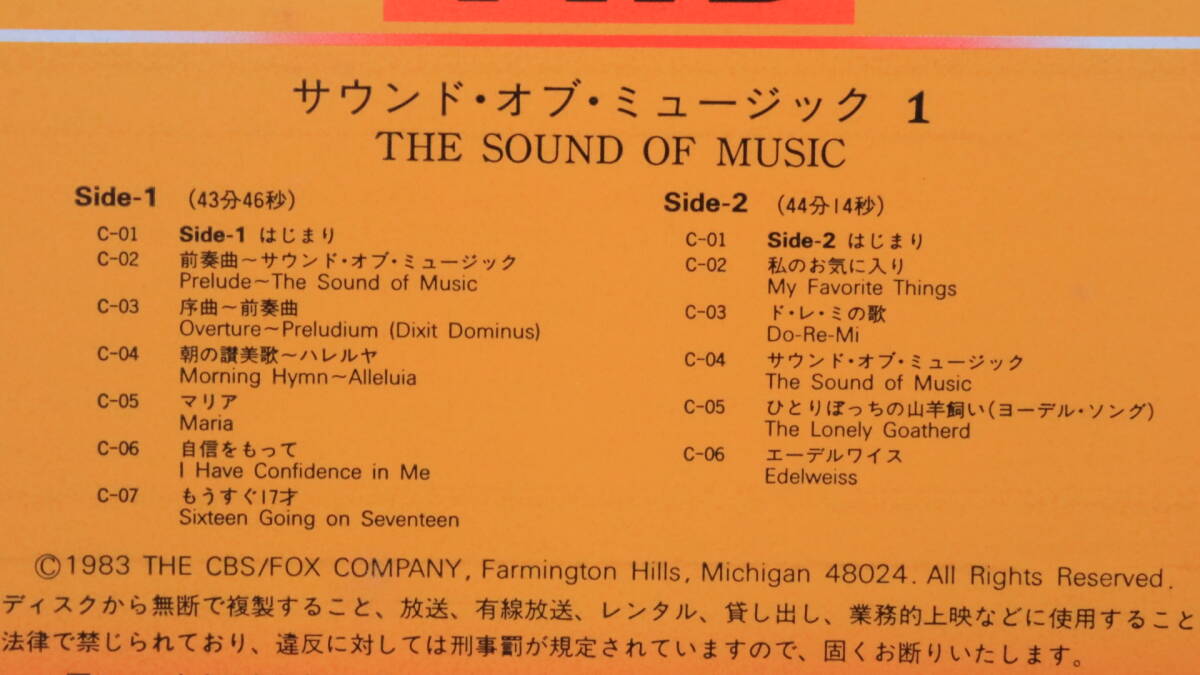 サウンド・オブ・ミュージック 1
THE SOUND OF MUSIC
Side-1 (43分46秒)
C-01 Side-1 はじまり
C-02 前奏曲~サウンド・オブ・ミュージック
Prelude~The Sound of Music
C-03 序曲~前奏曲
Overture~Preludium (Dixit Dominus)
C-04 朝の讃美歌~ハレルヤ
Morning Hymn~Alleluia
C-05 マリア
Maria
C-06 自信をもって
I Have Confidence in Me
C-07 もうすぐ17才
Sixteen Going on Seventeen
Side-2 (44分14秒)
C-01 Side-2 はじまり
C-02 私のお気に入り
My Favorite Things
C-03 ド・レ・ミの歌
Do-Re-Mi
C-04 サウンド・オブ・ミュージック
The Sound of Music
C-05 ひとりぼっちの山羊飼い(ヨーデル・ソング)
The Lonely Goatherd
C-06 エーデルワイス
Edelweiss
©1983 THE CBS/FOX COMPANY, Farmington Hills, Michigan 48024. All Rights Reserved.
ディスクから無断で複製すること、放送、有線放送、レンタル、貸し出し、業務的上映などに使用すること
法律で禁じられており、違反に対しては刑事罰が規定されていますので、固くお断りいたします。